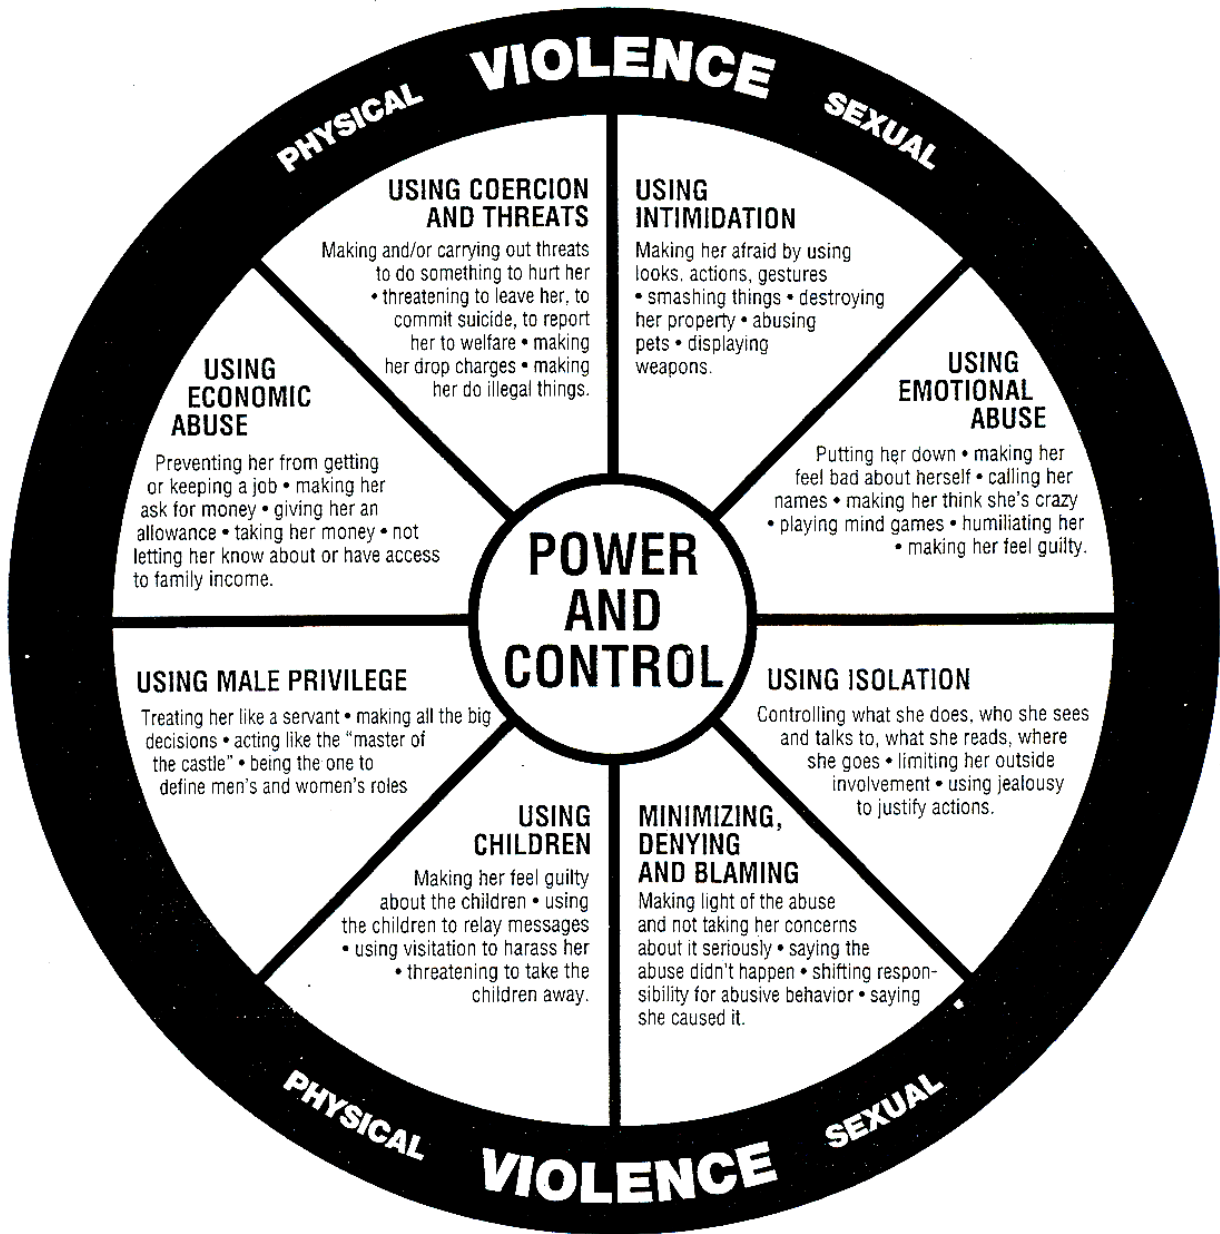 VIOLENCE
PHYSICAL
SEXUAL
USING COERCION
AND THREATS
Making and/or carrying out threats
to do something to hurt her
• threatening to leave her, to
commit suicide, to report
her to welfare • making
her drop charges • making
her do illegal things.
USING
INTIMIDATION
Making her afraid by using
looks, actions, gestures
• smashing things • destroying
her property • abusing
pets • displaying
weapons.
USING
EMOTIONAL
ABUSE
Putting her down • making her
feel bad about herself • calling her
names • making her think she's crazy
• playing mind games • humiliating her
• making her feel guilty.
USING ISOLATION
Controlling what she does, who she sees
and talks to, what she reads, where
she goes • limiting her outside
involvement • using jealousy
to justify actions.
MINIMIZING,
DENYING
AND BLAMING
Making light of the abuse
and not taking her concerns
about it seriously • saying the
abuse didn't happen • shifting respon-
sibility for abusive behavior • saying
she caused it.
USING
CHILDREN
Making her feel guilty
about the children • using
the children to relay messages
• using visitation to harass her
• threatening to take the
children away.
USING MALE PRIVILEGE
Treating her like a servant • making all the big
decisions • acting like the "master of
the castle" • being the one to
define men's and women's roles
USING
ECONOMIC
ABUSE
Preventing her from getting
or keeping a job • making her
ask for money • giving her an
allowance • taking her money • not
letting her know about or have access
to family income.
POWER
AND
CONTROL
PHYSICAL
VIOLENCE
SEXUAL